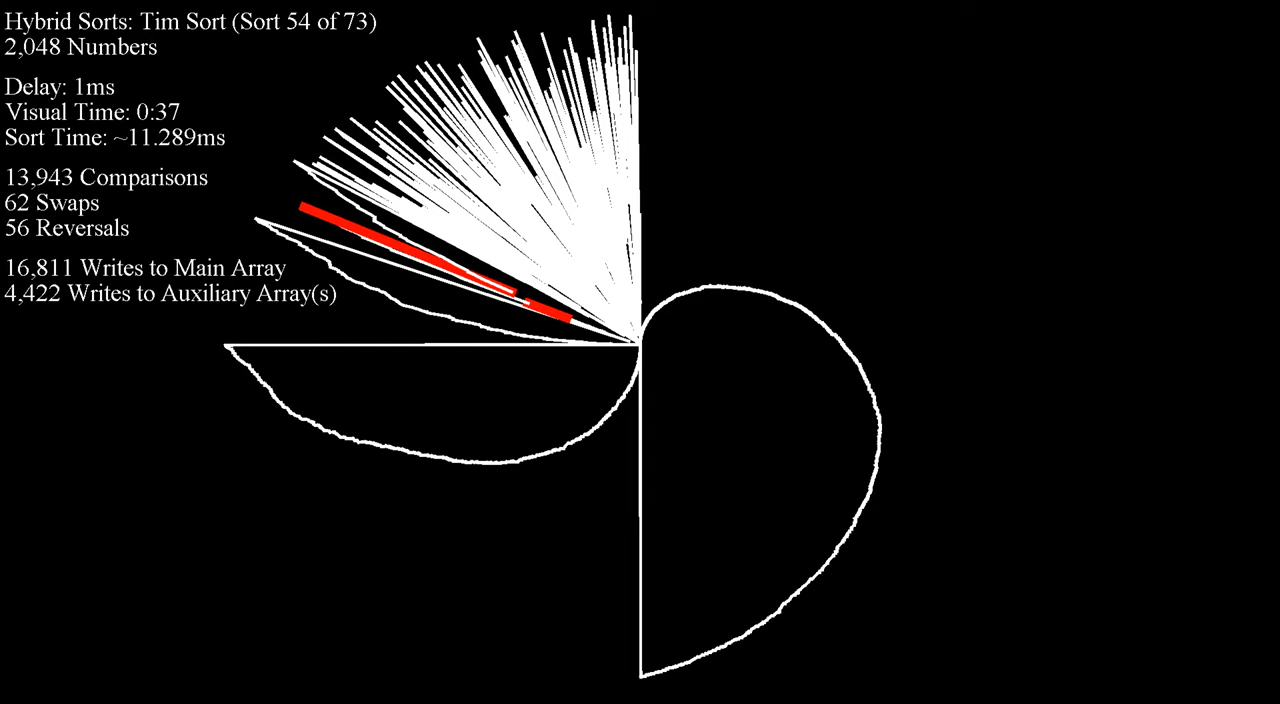 Hybrid Sorts: Tim Sort (Sort 54 of 73)
2,048 Numbers
Delay: 1ms
Visual Time: 0:37
Sort Time: ~11.289ms
13,943 Comparisons
62 Swaps
56 Reversals
16,811 Writes to Main Array
4,422 Writes to Auxiliary Array(s)